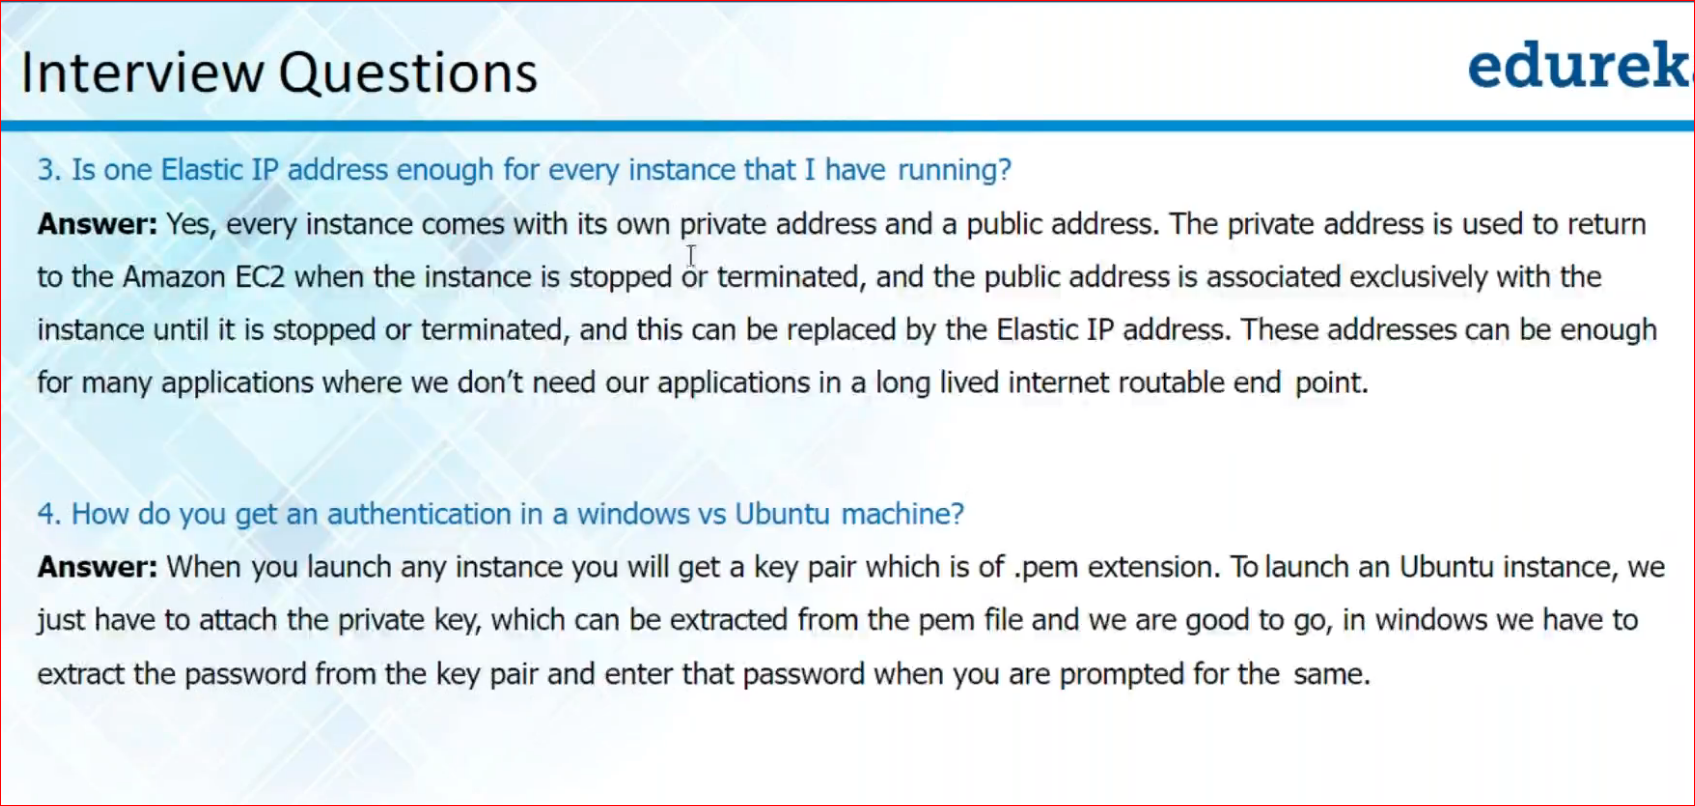 Interview Questions
edurek
3. Is one Elastic IP address enough for every instance that I have running?
Answer: Yes, every instance comes with its own private address and a public address. The private address is used to return
to the Amazon EC2 when the instance is stopped or terminated, and the public address is associated exclusively with the
instance until it is stopped or terminated, and this can be replaced by the Elastic IP address. These addresses can be enough
for many applications where we don’t need our applications in a long lived internet routable end point.
4. How do you get an authentication in a windows vs Ubuntu machine?
Answer: When you launch any instance you will get a key pair which is of .pem extension. To launch an Ubuntu instance, we
just have to attach the private key, which can be extracted from the pem file and we are good to go, in windows we have to
extract the password from the key pair and enter that password when you are prompted for the same.